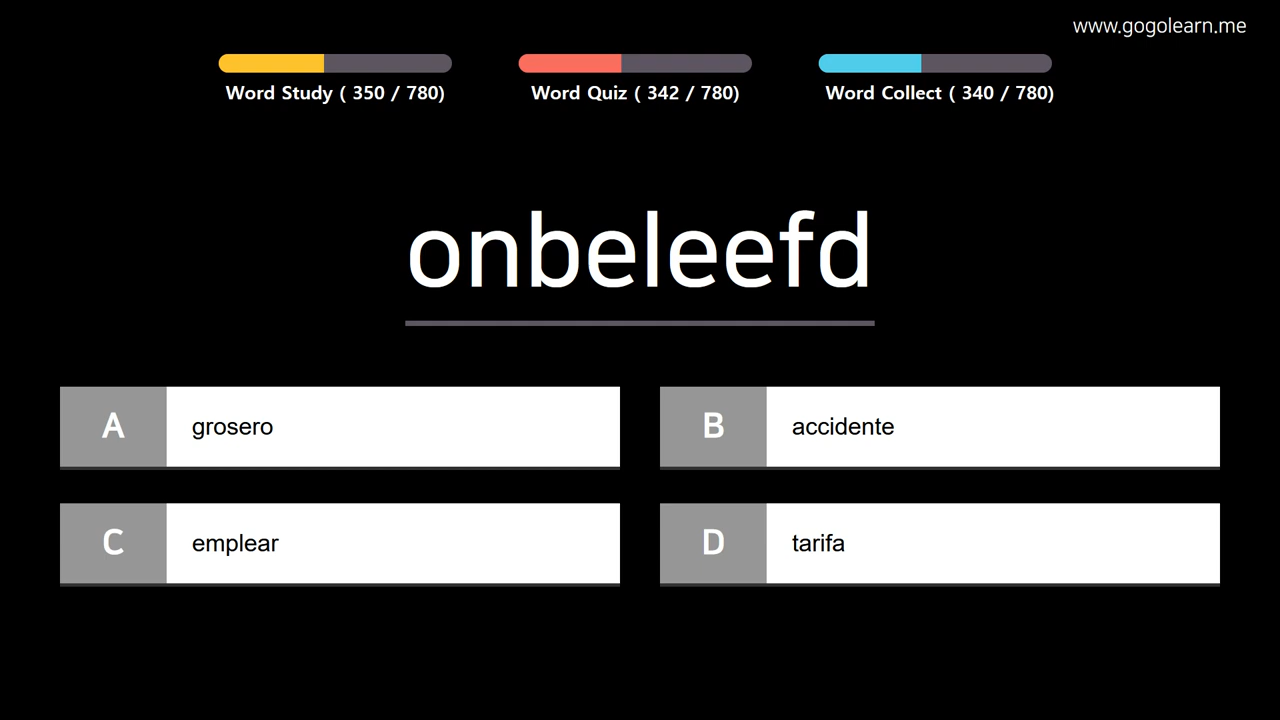 www.gogolearn.me
Word Study ( 350 / 780)
Word Quiz ( 342 / 780)
Word Collect ( 340 / 780)
onbeleefd
A grosero
B accidente
C emplear
D tarifa